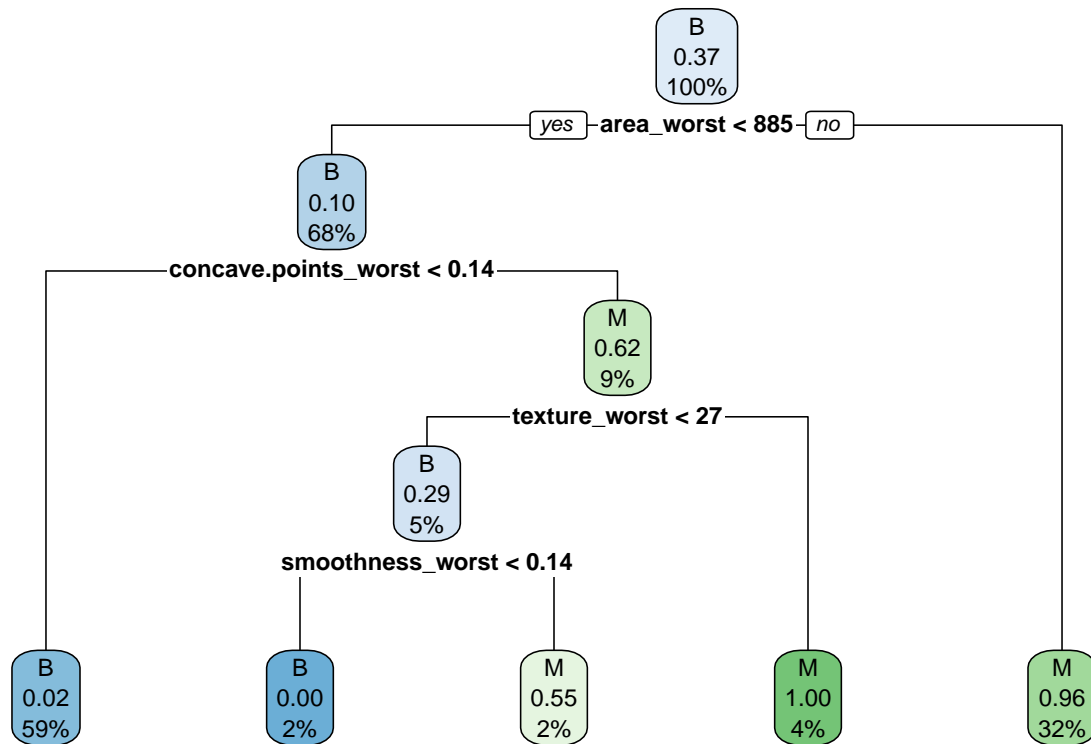 B
0.37
100%
yes area_worst < 885 no
B
0.10
68%
concave.points_worst < 0.14
M
0.62
9%
texture_worst < 27
B
0.29
5%
smoothness_worst < 0.14
B
0.02
59%
B
0.00
2%
M
0.55
2%
M
1.00
4%
M
0.96
32%